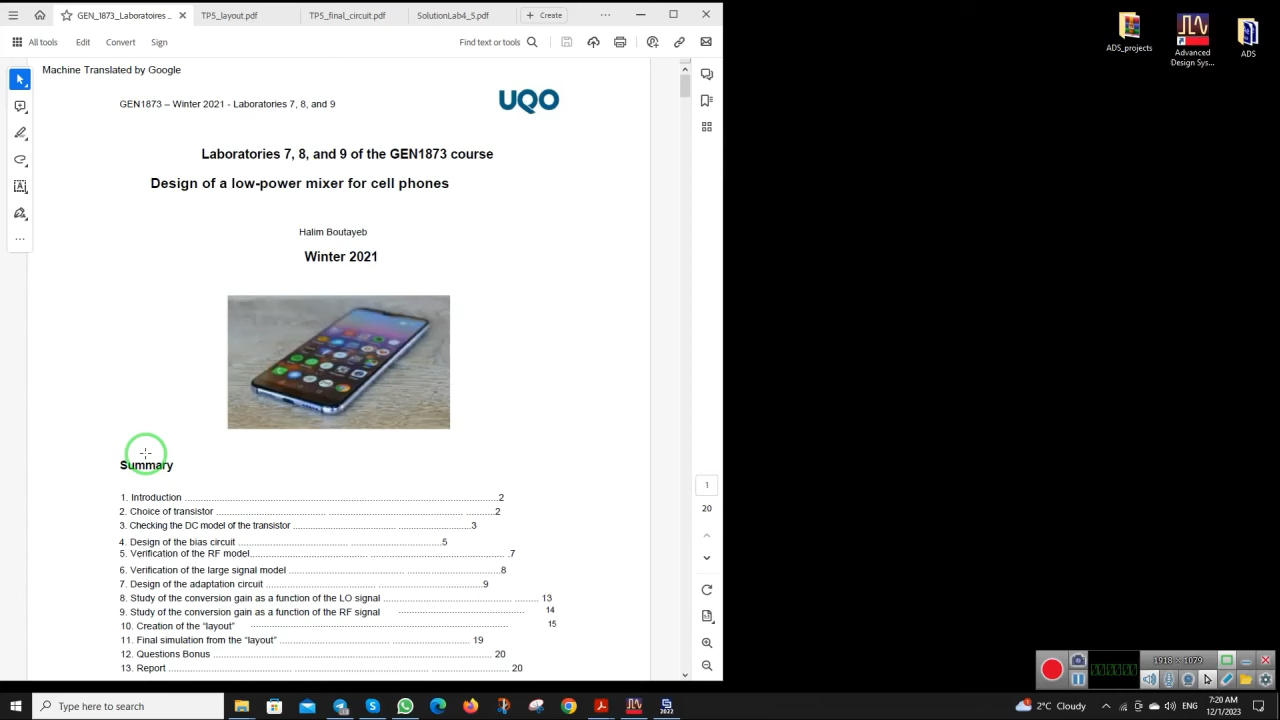 GEN_1873_Laboratoires ...
TP5_layout.pdf
TP5_final_circuit.pdf
SolutionLab4_5.pdf
Create
All tools
Edit
Convert
Sign
Find text or tools
Machine Translated by Google
GEN1873 – Winter 2021 - Laboratories 7, 8, and 9
UQO
Laboratories 7, 8, and 9 of the GEN1873 course
Design of a low-power mixer for cell phones
Halim Boutayeb
Winter 2021
Summary
1. Introduction ........................................................................2
2. Choice of transistor ........................................................................2
3. Checking the DC model of the transistor ........................................................3
4. Design of the bias circuit ........................................................5
5. Verification of the RF model........................................................................7
6. Verification of the large signal model ........................................................8
7. Design of the adaptation circuit ........................................................9
8. Study of the conversion gain as a function of the LO signal ........................................ 13
9. Study of the conversion gain as a function of the RF signal ........................................ 14
10. Creation of the “layout” ........................................................................ 15
11. Final simulation from the “layout” ........................................................ 19
12. Questions Bonus ........................................................................ 20
13. Report ........................................................................ 20
1
20
ADS_projects
Advanced
Design Sys...
ADS
1918 × 1079
Type here to search
2022
2°C Cloudy
ENG
7:20 AM
12/1/2023